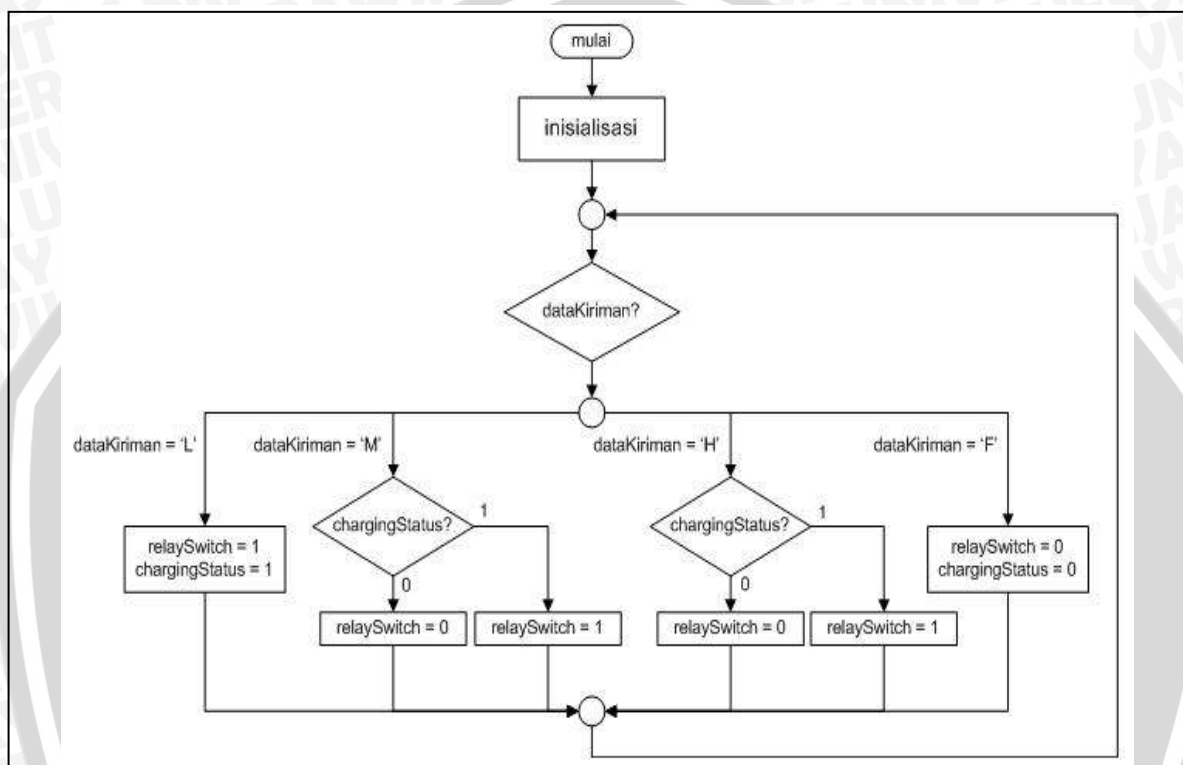 mulai
inisialisasi
dataKiriman?
dataKiriman = 'L'
dataKiriman = 'M'
dataKiriman = 'H'
dataKiriman = 'F'
chargingStatus?
1
0
chargingStatus?
1
0
relaySwitch = 1
chargingStatus = 1
relaySwitch = 0
chargingStatus = 0
relaySwitch = 0
relaySwitch = 1
relaySwitch = 0
relaySwitch = 1